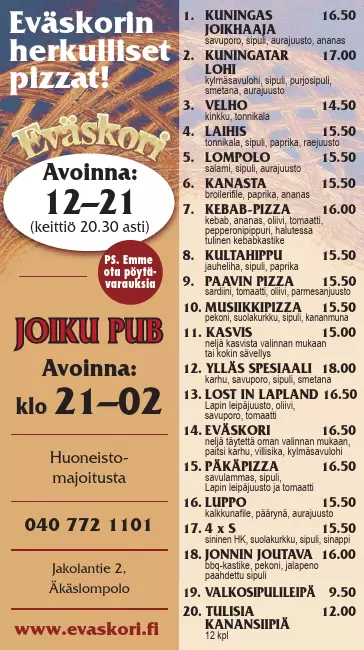 Eväskorin
herkulliset
pizzat!
Eväskori
Avoinna:
12–21
(keittiö 20.30 asti)
PS. Emme
ota pöytä-
varauksia
JOIKU PUB
Avoinna:
klo 21–02
Huoneisto-
majoitusta
040 772 1101
Jakolantie 2,
Äkäslompolo
www.evaskori.fi
1. KUNINGAS 16.50
JOIKHAAJA
savuporo, sipuli, aurajuusto, ananas
2. KUNINGATAR 17.00
LOHI
kylmäsavulohi, sipuli, purjosipuli,
smetana, aurajuusto
3. VELHO 14.50
kinkku, tonnikala
4. LAIHIS 15.50
tonnikala, sipuli, paprika, raejuusto
5. LOMPOLO 15.50
salami, sipuli, aurajuusto
6. KANASTA 15.50
broilerifile, paprika, ananas
7. KEBAB-PIZZA 16.00
kebab, ananas, oliivi, tomaatti,
pepperonipippuri, halutessa
tulinen kebabkastike
8. KULTAHIPPU 15.50
jauheliha, sipuli, paprika
9. PAAVIN PIZZA 15.50
sardiini, tomaatti, oliivi, parmesanjuusto
10. MUSIIKKIPIZZA 15.50
pekoni, suolakurkku, sipuli, kananmuna
11. KASVIS 15.00
neljä kasvista valinnan mukaan
tai kokin sävellys
12. YLLÄS SPESIAALI 18.00
karhu, savuporo, sipuli, smetana
13. LOST IN LAPLAND 16.50
Lapin leipäjuusto, oliivi,
savuporo, tomaatti
14. EVÄSKORI 16.50
neljä täytettä oman valinnan mukaan,
paitsi karhu, villisika, kylmäsavulohi
15. PÄKÄPIZZA 16.50
savulammas, sipuli,
Lapin leipäjuusto ja tomaatti
16. LUPPO 15.50
kalkkunafile, päärynä, aurajuusto
17. 4 x S 15.50
sininen HK, suolakurkku, sipuli, sinappi
18. JONNIN JOUTAVA 16.00
bbq-kastike, pekoni, jalapeno
paahdettu sipuli
19. VALKOSIPULILEIPÄ 9.50
20. TULISIA 12.00
KANANSIIPIÄ
12 kpl